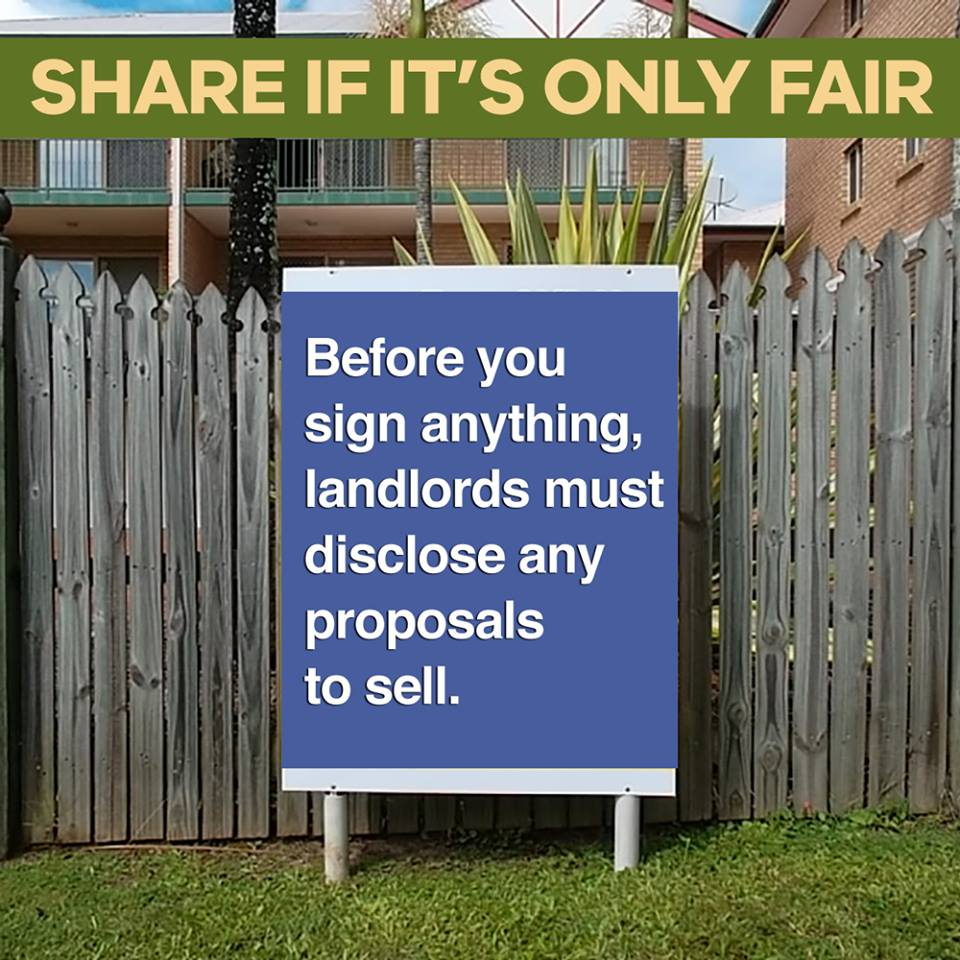 SHARE IF IT'S ONLY FAIR
Before you
sign anything,
landlords must
disclose any
proposals
to sell.